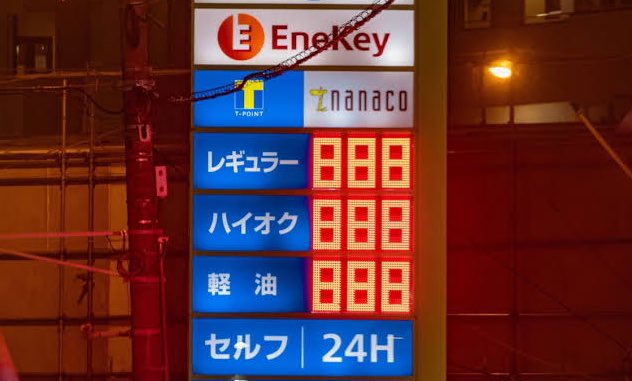 E EneKey
T T-POINT nanaco
レギュラー 888
ハイオク 888
軽油 888
セルフ 24H